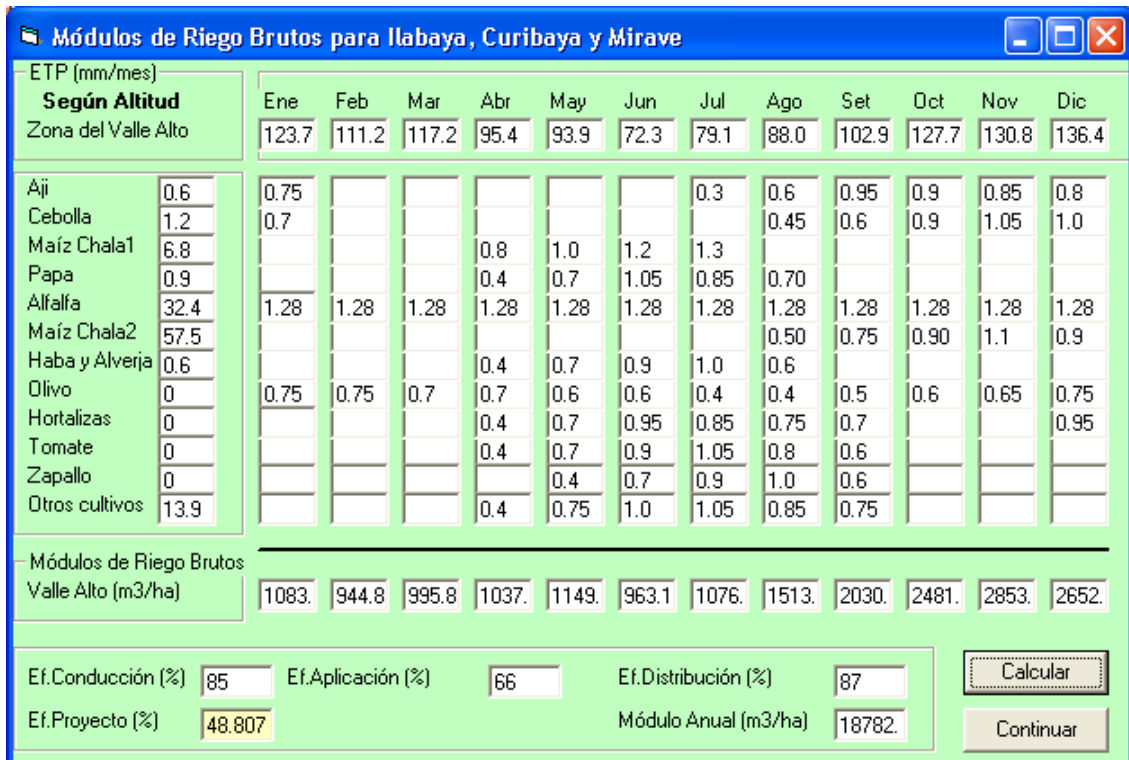 Módulos de Riego Brutos para Ilabaya, Curibaya y Mirave
ETP (mm/mes)
Según Altitud Ene Feb Mar Abr May Jun Jul Ago Set Oct Nov Dic
Zona del Valle Alto 123.7 111.2 117.2 95.4 93.9 72.3 79.1 88.0 102.9 127.7 130.8 136.4
Aji 0.6 0.75 0.3 0.6 0.95 0.9 0.85 0.8
Cebolla 1.2 0.7 0.45 0.6 0.9 1.05 1.0
Maíz Chala1 6.8 0.8 1.0 1.2 1.3
Papa 0.9 0.4 0.7 1.05 0.85 0.70
Alfalfa 32.4 1.28 1.28 1.28 1.28 1.28 1.28 1.28 1.28 1.28 1.28 1.28 1.28
Maíz Chala2 57.5 0.50 0.75 0.90 1.1 0.9
Haba y Alverja 0.6 0.4 0.7 0.9 1.0 0.6
Olivo 0 0.75 0.75 0.7 0.7 0.6 0.6 0.4 0.4 0.5 0.6 0.65 0.75
Hortalizas 0 0.4 0.7 0.95 0.85 0.75 0.7 0.95
Tomate 0 0.4 0.7 0.9 1.05 0.8 0.6
Zapallo 0 0.4 0.7 0.9 1.0 0.6
Otros cultivos 13.9 0.4 0.75 1.0 1.05 0.85 0.75
Módulos de Riego Brutos
Valle Alto (m3/ha) 1083. 944.8 995.8 1037. 1149. 963.1 1076. 1513. 2030. 2481. 2853. 2652.
Ef.Conducción (%) 85 Ef.Aplicación (%) 66 Ef.Distribución (%) 87 Calcular
Ef.Proyecto (%) 48.807 Módulo Anual (m3/ha) 18782. Continuar